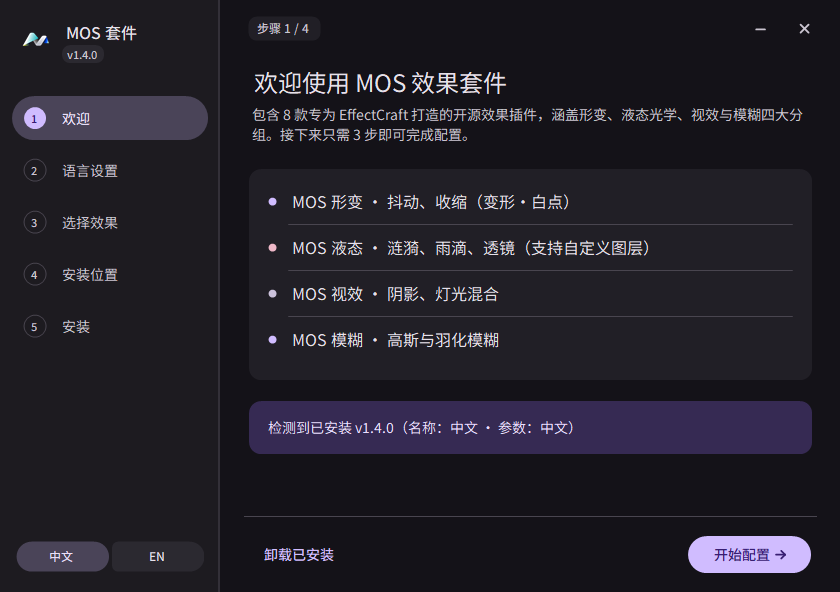 MOS 套件
v1.4.0
1 欢迎
2 语言设置
3 选择效果
4 安装位置
5 安装
中文
EN
步骤 1 / 4
欢迎使用 MOS 效果套件
包含 8 款专为 EffectCraft 打造的开源效果插件，涵盖形变、液态光学、视效与模糊四大分
组。接下来只需 3 步即可完成配置。
MOS 形变 • 抖动、收缩（变形・白点）
MOS 液态 • 涟漪、雨滴、透镜（支持自定义图层）
MOS 视效 • 阴影、灯光混合
MOS 模糊 • 高斯与羽化模糊
检测到已安装 v1.4.0（名称：中文 • 参数：中文）
卸载已安装
开始配置 →